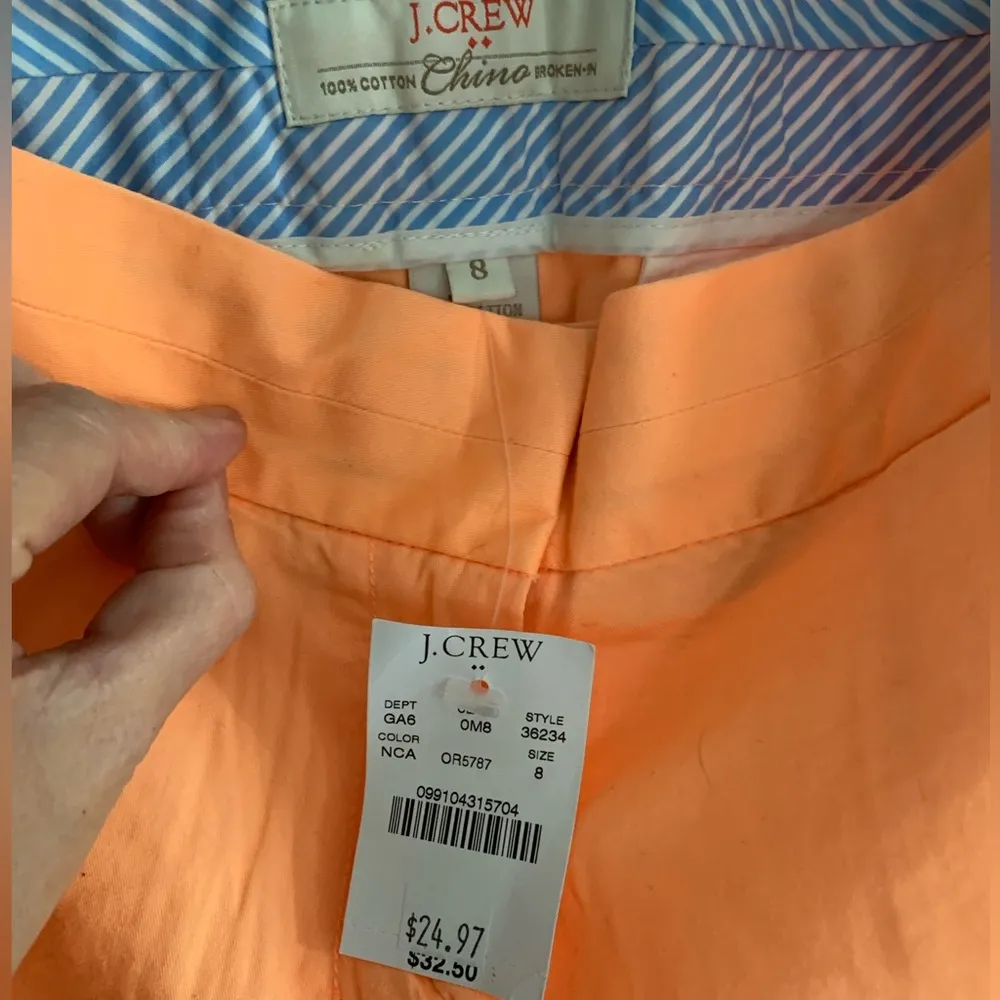 J.CREW
100% COTTON Chino BROKEN-IN
8
J.CREW
DEPT
GA6
0M8
STYLE
36234
COLOR
NCA
OR5787
SIZE
8
099104315704
$24.97
$32.50